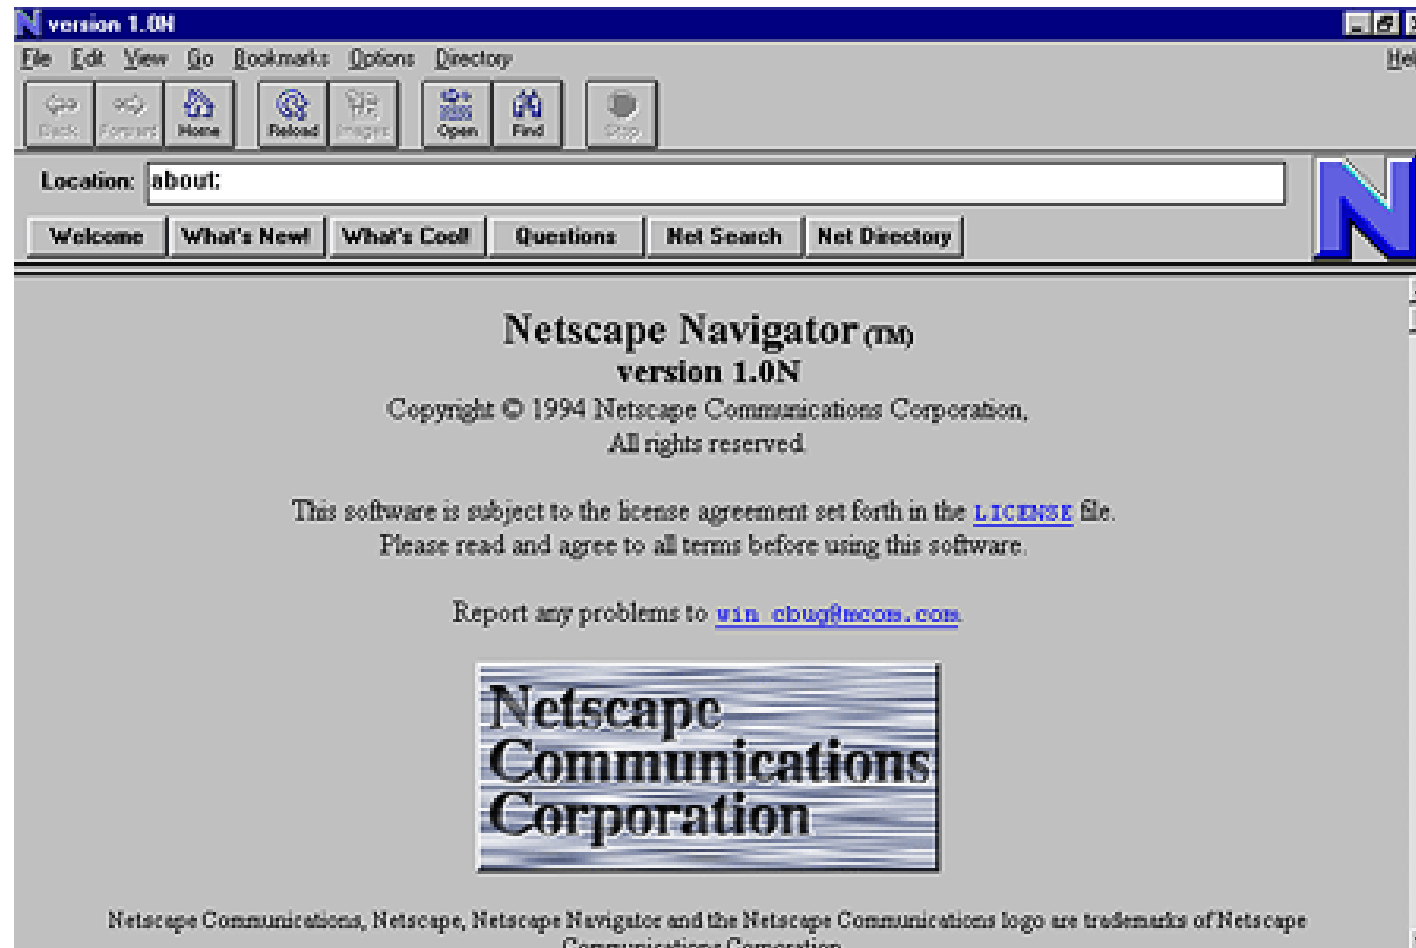 version 1.0N
File Edit View Go Bookmarks Options Directory
Back Forward Home Reload Images Open Find Stop
Location: about:
Welcome What's New! What's Cool! Questions Net Search Net Directory
Netscape Navigator (TM)
version 1.0N
Copyright © 1994 Netscape Communications Corporation,
All rights reserved.
This software is subject to the license agreement set forth in the LICENSE file.
Please read and agree to all terms before using this software.
Report any problems to win_cbug@mcom.com.
Netscape
Communications
Corporation
Netscape Communications, Netscape, Netscape Navigator and the Netscape Communications logo are trademarks of Netscape
Communications Corporation